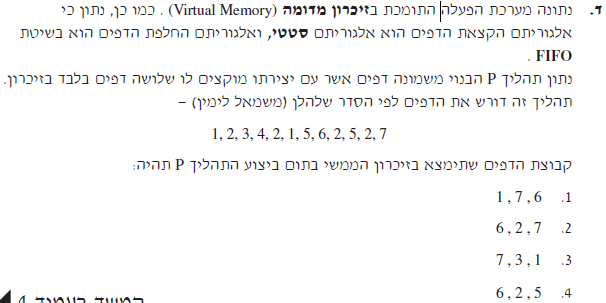 ד. נתונה מערכת הפעלה התומכת בזיכרון מדומה (Virtual Memory) . כמו כן, נתון כי
אלגוריתם הקצאת הדפים הוא אלגוריתם סטטי, ואלגוריתם החלפת הדפים הוא בשיטת
FIFO .
נתון תהליך P הבנוי משמונה דפים אשר עם יצירתו מוקצים לו שלושה דפים בלבד בזיכרון.
תהליך זה דורש את הדפים לפי הסדר שלהלן (משמאל לימין) –
1, 2, 3, 4, 2, 1, 5, 6, 2, 5, 2, 7
קבוצת הדפים שתימצא בזיכרון הממשי בתום ביצוע התהליך P תהיה:
1. 1 , 7 , 6
2. 6 , 2 , 7
3. 7 , 3 , 1
4. 6 , 2 , 5